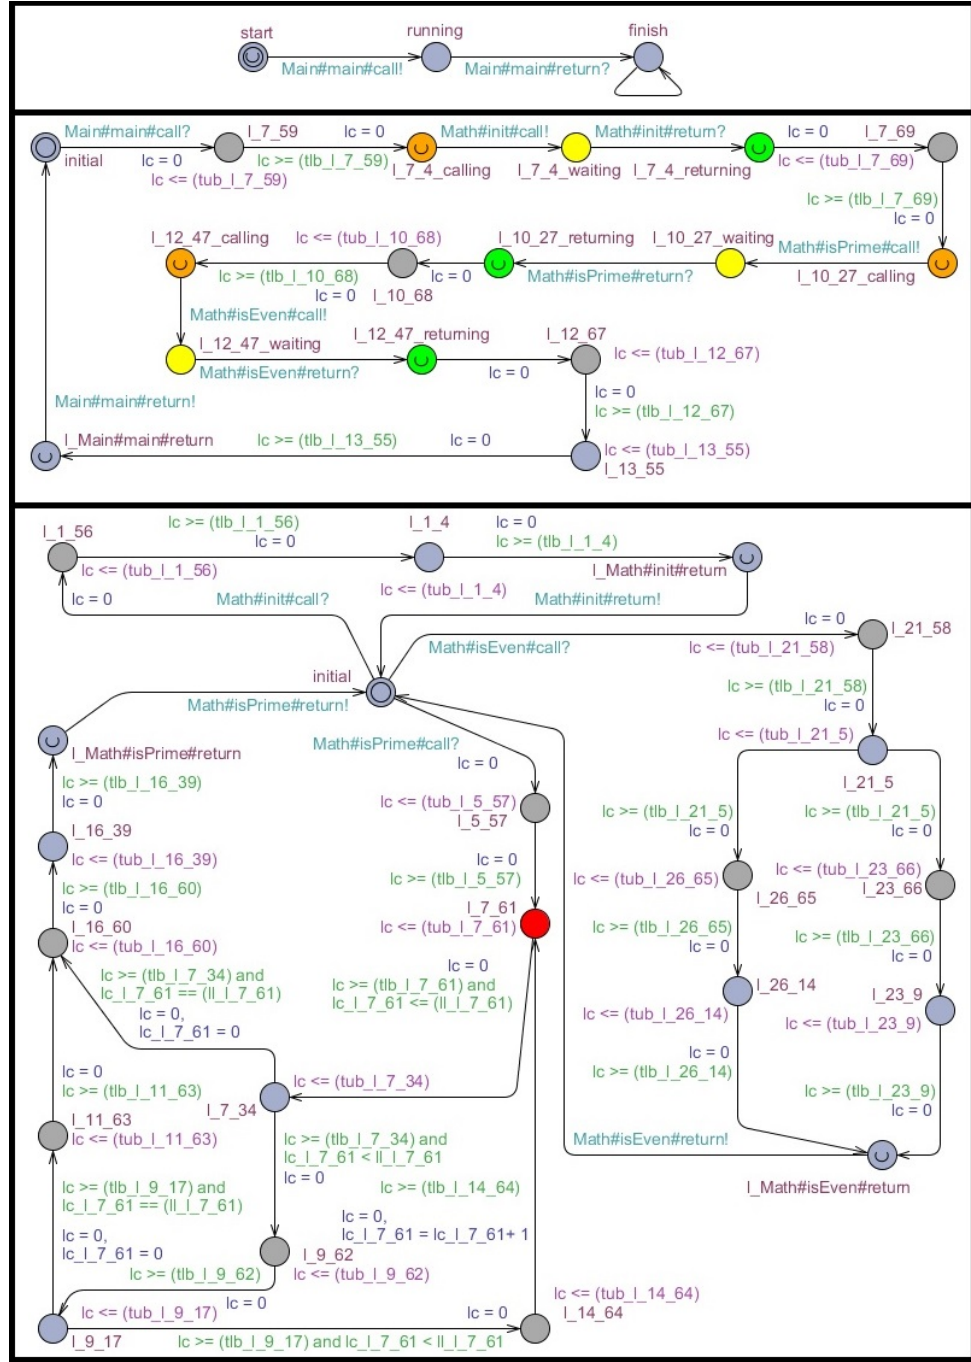 start
running
finish
Main#main#call!
Main#main#return?
Main#main#call?
l_7_59
lc = 0
Math#init#call!
Math#init#return?
lc = 0
l_7_69
initial
lc = 0
lc >= (tlb_l_7_59)
l_7_4_calling
l_7_4_waiting
l_7_4_returning
lc <= (tub_l_7_69)
lc <= (tub_l_7_59)
lc >= (tlb_l_7_69)
lc = 0
l_12_47_calling
lc <= (tub_l_10_68)
l_10_27_returning
l_10_27_waiting
Math#isPrime#call!
lc >= (tlb_l_10_68)
lc = 0
Math#isPrime#return?
l_10_27_calling
lc = 0
l_10_68
Math#isEven#call!
l_12_47_waiting
l_12_47_returning
l_12_67
lc <= (tub_l_12_67)
Math#isEven#return?
lc = 0
lc = 0
Main#main#return!
lc >= (tlb_l_12_67)
l_Main#main#return
lc >= (tlb_l_13_55)
lc = 0
lc <= (tub_l_13_55)
l_13_55
l_1_56
lc >= (tlb_l_1_56)
l_1_4
lc = 0
lc = 0
lc >= (tlb_l_1_4)
lc <= (tub_l_1_56)
l_Math#init#return
lc <= (tub_l_1_4)
lc = 0
Math#init#call?
Math#init#return!
lc = 0
l_21_58
Math#isEven#call?
lc <= (tub_l_21_58)
initial
lc >= (tlb_l_21_58)
Math#isPrime#return!
lc = 0
lc <= (tub_l_21_5)
l_Math#isPrime#return
Math#isPrime#call?
lc = 0
l_21_5
lc >= (tlb_l_16_39)
lc = 0
lc <= (tub_l_5_57)
l_5_57
lc >= (tlb_l_21_5)
lc = 0
lc >= (tlb_l_21_5)
lc = 0
l_16_39
lc <= (tub_l_16_39)
lc = 0
lc >= (tlb_l_5_57)
lc <= (tub_l_26_65)
l_26_65
lc <= (tub_l_23_66)
l_23_66
lc >= (tlb_l_16_60)
lc = 0
l_7_61
lc <= (tub_l_7_61)
lc >= (tlb_l_26_65)
lc = 0
lc >= (tlb_l_23_66)
lc = 0
l_16_60
lc <= (tub_l_16_60)
lc = 0
lc >= (tlb_l_7_61) and
lc_l_7_61 <= (ll_l_7_61)
lc >= (tlb_l_7_34) and
lc_l_7_61 == (ll_l_7_61)
l_26_14
l_23_9
lc = 0,
lc_l_7_61 = 0
lc <= (tub_l_26_14)
lc <= (tub_l_23_9)
lc = 0
lc >= (tlb_l_26_14)
lc = 0
lc >= (tlb_l_11_63)
lc <= (tub_l_7_34)
l_7_34
lc >= (tlb_l_23_9)
lc = 0
l_11_63
lc <= (tub_l_11_63)
lc >= (tlb_l_7_34) and
lc_l_7_61 < ll_l_7_61
lc = 0
Math#isEven#return!
lc >= (tlb_l_9_17) and
lc_l_7_61 == (ll_l_7_61)
lc >= (tlb_l_14_64)
l_Math#isEven#return
lc = 0,
lc_l_7_61 = 0
lc = 0,
lc_l_7_61 = lc_l_7_61+ 1
l_9_62
lc >= (tlb_l_9_62)
lc <= (tub_l_9_62)
lc = 0
lc <= (tub_l_9_17)
lc = 0
lc <= (tub_l_14_64)
l_14_64
l_9_17
lc >= (tlb_l_9_17) and lc_l_7_61 < ll_l_7_61